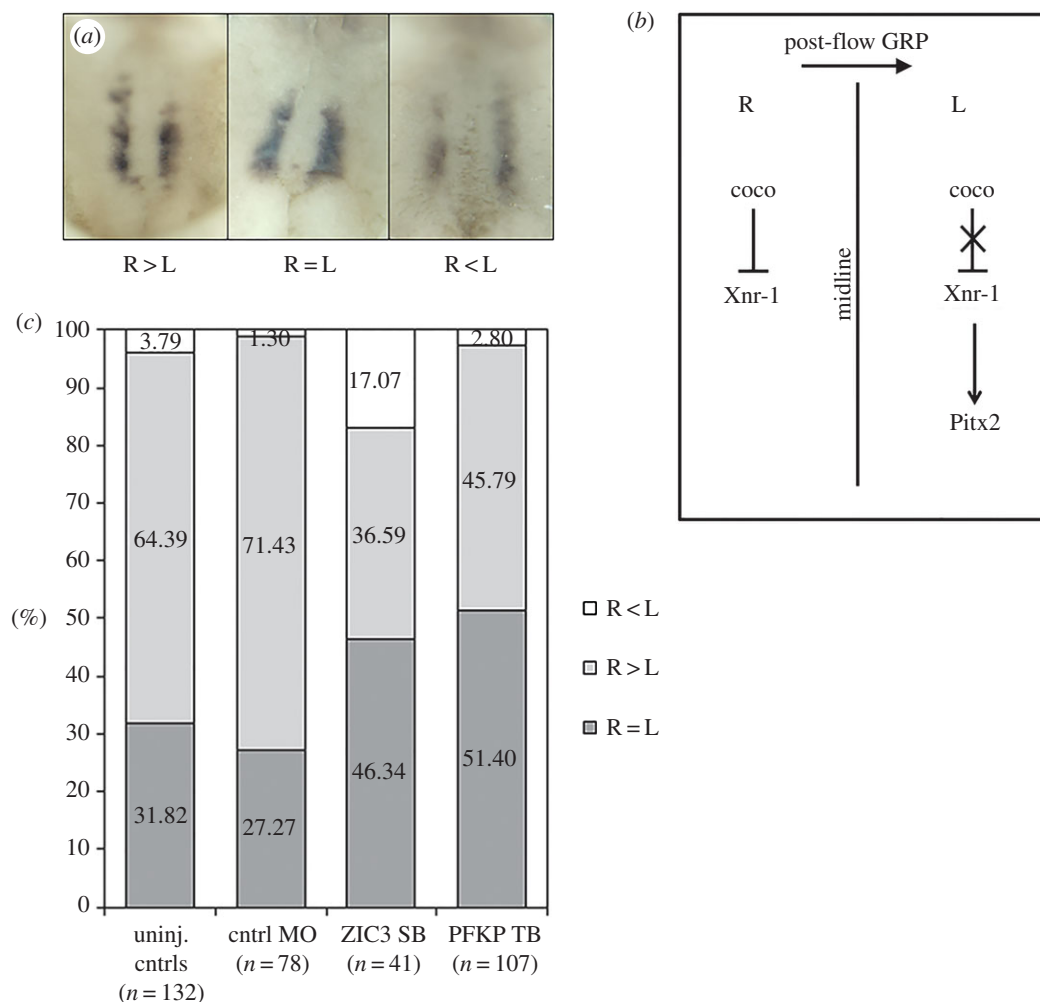 (a)
R > L
R = L
R < L
(b)
post-flow GRP
R
L
coco
coco
Xnr-1
Xnr-1
midline
Pitx2
(c)
100
90
80
70
60
50
40
30
20
10
0
(%)
3.79
64.39
31.82
1.30
71.43
27.27
17.07
36.59
46.34
2.80
45.79
51.40
R < L
R > L
R = L
uninj.
cntrls
(n = 132)
cntrl MO
(n = 78)
ZIC3 SB
(n = 41)
PFKP TB
(n = 107)